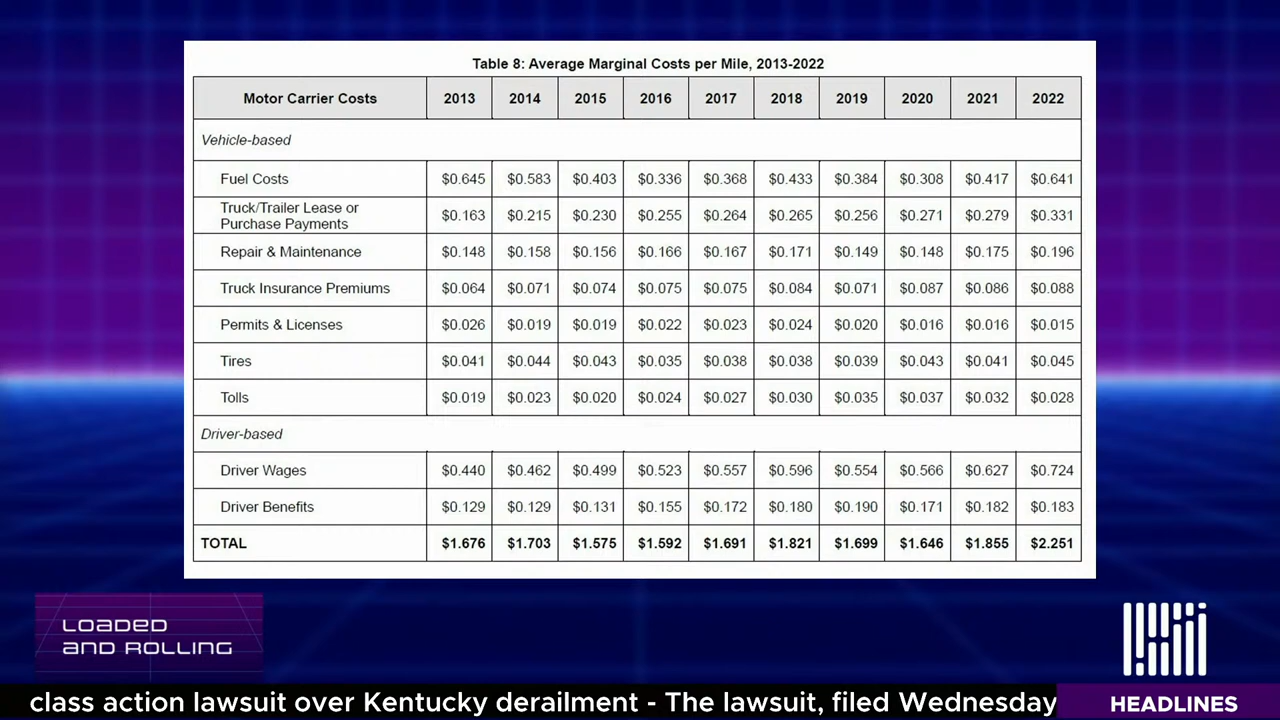 Table 8: Average Marginal Costs per Mile, 2013-2022
Motor Carrier Costs 2013 2014 2015 2016 2017 2018 2019 2020 2021 2022
Vehicle-based
Fuel Costs $0.645 $0.583 $0.403 $0.336 $0.368 $0.433 $0.384 $0.308 $0.417 $0.641
Truck/Trailer Lease or
Purchase Payments $0.163 $0.215 $0.230 $0.255 $0.264 $0.265 $0.256 $0.271 $0.279 $0.331
Repair & Maintenance $0.148 $0.158 $0.156 $0.166 $0.167 $0.171 $0.149 $0.148 $0.175 $0.196
Truck Insurance Premiums $0.064 $0.071 $0.074 $0.075 $0.075 $0.084 $0.071 $0.087 $0.086 $0.088
Permits & Licenses $0.026 $0.019 $0.019 $0.022 $0.023 $0.024 $0.020 $0.016 $0.016 $0.015
Tires $0.041 $0.044 $0.043 $0.035 $0.038 $0.038 $0.039 $0.043 $0.041 $0.045
Tolls $0.019 $0.023 $0.020 $0.024 $0.027 $0.030 $0.035 $0.037 $0.032 $0.028
Driver-based
Driver Wages $0.440 $0.462 $0.499 $0.523 $0.557 $0.596 $0.554 $0.566 $0.627 $0.724
Driver Benefits $0.129 $0.129 $0.131 $0.155 $0.172 $0.180 $0.190 $0.171 $0.182 $0.183
TOTAL $1.676 $1.703 $1.575 $1.592 $1.691 $1.821 $1.699 $1.646 $1.855 $2.251
LOADED
AND ROLLING
class action lawsuit over Kentucky derailment - The lawsuit, filed Wednesday
HEADLINES